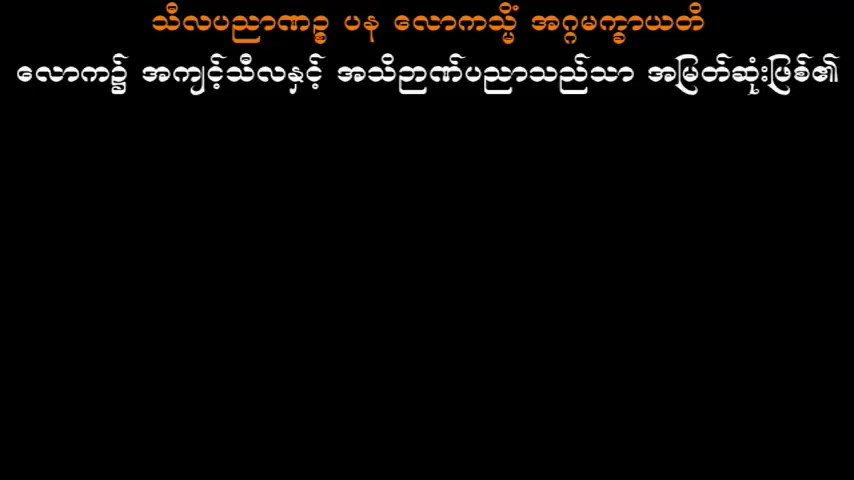 သီလပညာဏဉ္စ ပန လောကသ္မိံ အဂ္ဂမက္ခာယတိ
လောက၌ အကျင့်သီလနှင့် အသိဉာဏ်ပညာသည်သာ အမြတ်ဆုံးဖြစ်၏